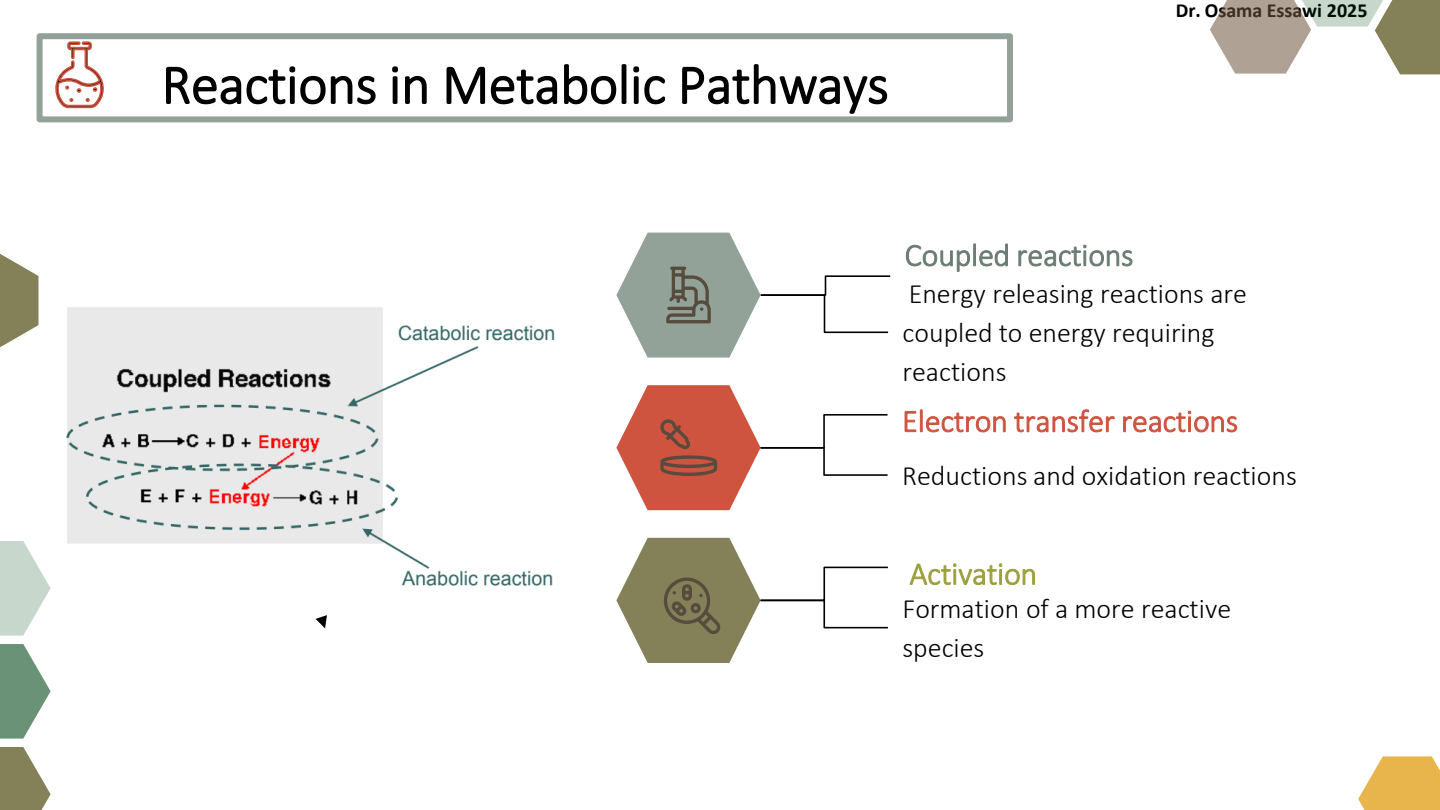 Dr. Osama Essawi 2025
Reactions in Metabolic Pathways
Catabolic reaction
Coupled Reactions
A + B → C + D + Energy
E + F + Energy → G + H
Anabolic reaction
Coupled reactions
Energy releasing reactions are
coupled to energy requiring
reactions
Electron transfer reactions
Reductions and oxidation reactions
Activation
Formation of a more reactive
species